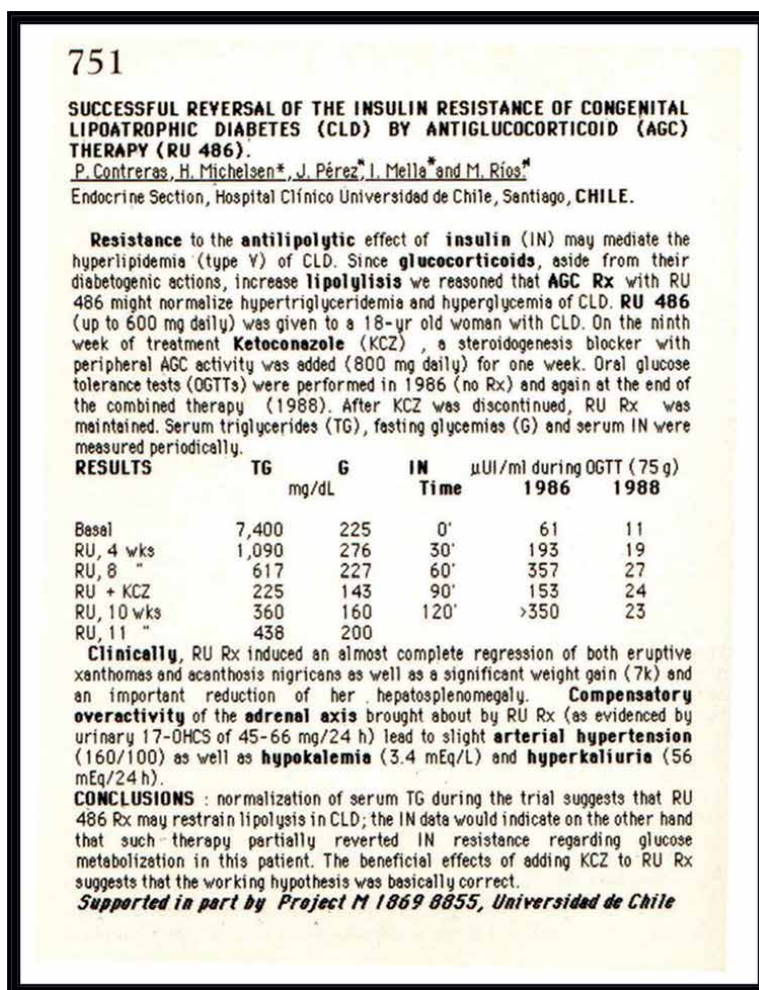 751
SUCCESSFUL REVERSAL OF THE INSULIN RESISTANCE OF CONGENITAL
LIPOATROPHIC DIABETES (CLD) BY ANTIGLUCOCORTICOID (AGC)
THERAPY (RU 486).
P. Contreras, H. Michelsen*, J. Pérez*, I. Mella* and M. Ríos*.
Endocrine Section, Hospital Clínico Universidad de Chile, Santiago, CHILE.
Resistance to the antilipolytic effect of insulin (IN) may mediate the
hyperlipidemia (type V) of CLD. Since glucocorticoids, aside from their
diabetogenic actions, increase lipolylisis we reasoned that AGC Rx with RU
486 might normalize hypertriglyceridemia and hyperglycemia of CLD. RU 486
(up to 600 mg daily) was given to a 18-yr old woman with CLD. On the ninth
week of treatment Ketoconazole (KCZ) , a steroidogenesis blocker with
peripheral AGC activity was added (800 mg daily) for one week. Oral glucose
tolerance tests (OGTTs) were performed in 1986 (no Rx) and again at the end of
the combined therapy (1988). After KCZ was discontinued, RU Rx was
maintained. Serum triglycerides (TG), fasting glycemias (G) and serum IN were
measured periodically.
RESULTS TG G IN µUI/ml during OGTT (75 g)
mg/dL Time 1986 1988
Basal 7,400 225 0' 61 11
RU, 4 wks 1,090 276 30' 193 19
RU, 8 " 617 227 60' 357 27
RU + KCZ 225 143 90' 153 24
RU, 10 wks 360 160 120' >350 23
RU, 11 " 438 200
Clinically, RU Rx induced an almost complete regression of both eruptive
xanthomas and acanthosis nigricans as well as a significant weight gain (7k) and
an important reduction of her hepatosplenomegaly. Compensatory
overactivity of the adrenal axis brought about by RU Rx (as evidenced by
urinary 17-OHCS of 45-66 mg/24 h) lead to slight arterial hypertension
(160/100) as well as hypokalemia (3.4 mEq/L) and hyperkaliuria (56
mEq/24 h).
CONCLUSIONS : normalization of serum TG during the trial suggests that RU
486 Rx may restrain lipolysis in CLD; the IN data would indicate on the other hand
that such therapy partially reverted IN resistance regarding glucose
metabolization in this patient. The beneficial effects of adding KCZ to RU Rx
suggests that the working hypothesis was basically correct.
Supported in part by Project M 1869 8855, Universidad de Chile